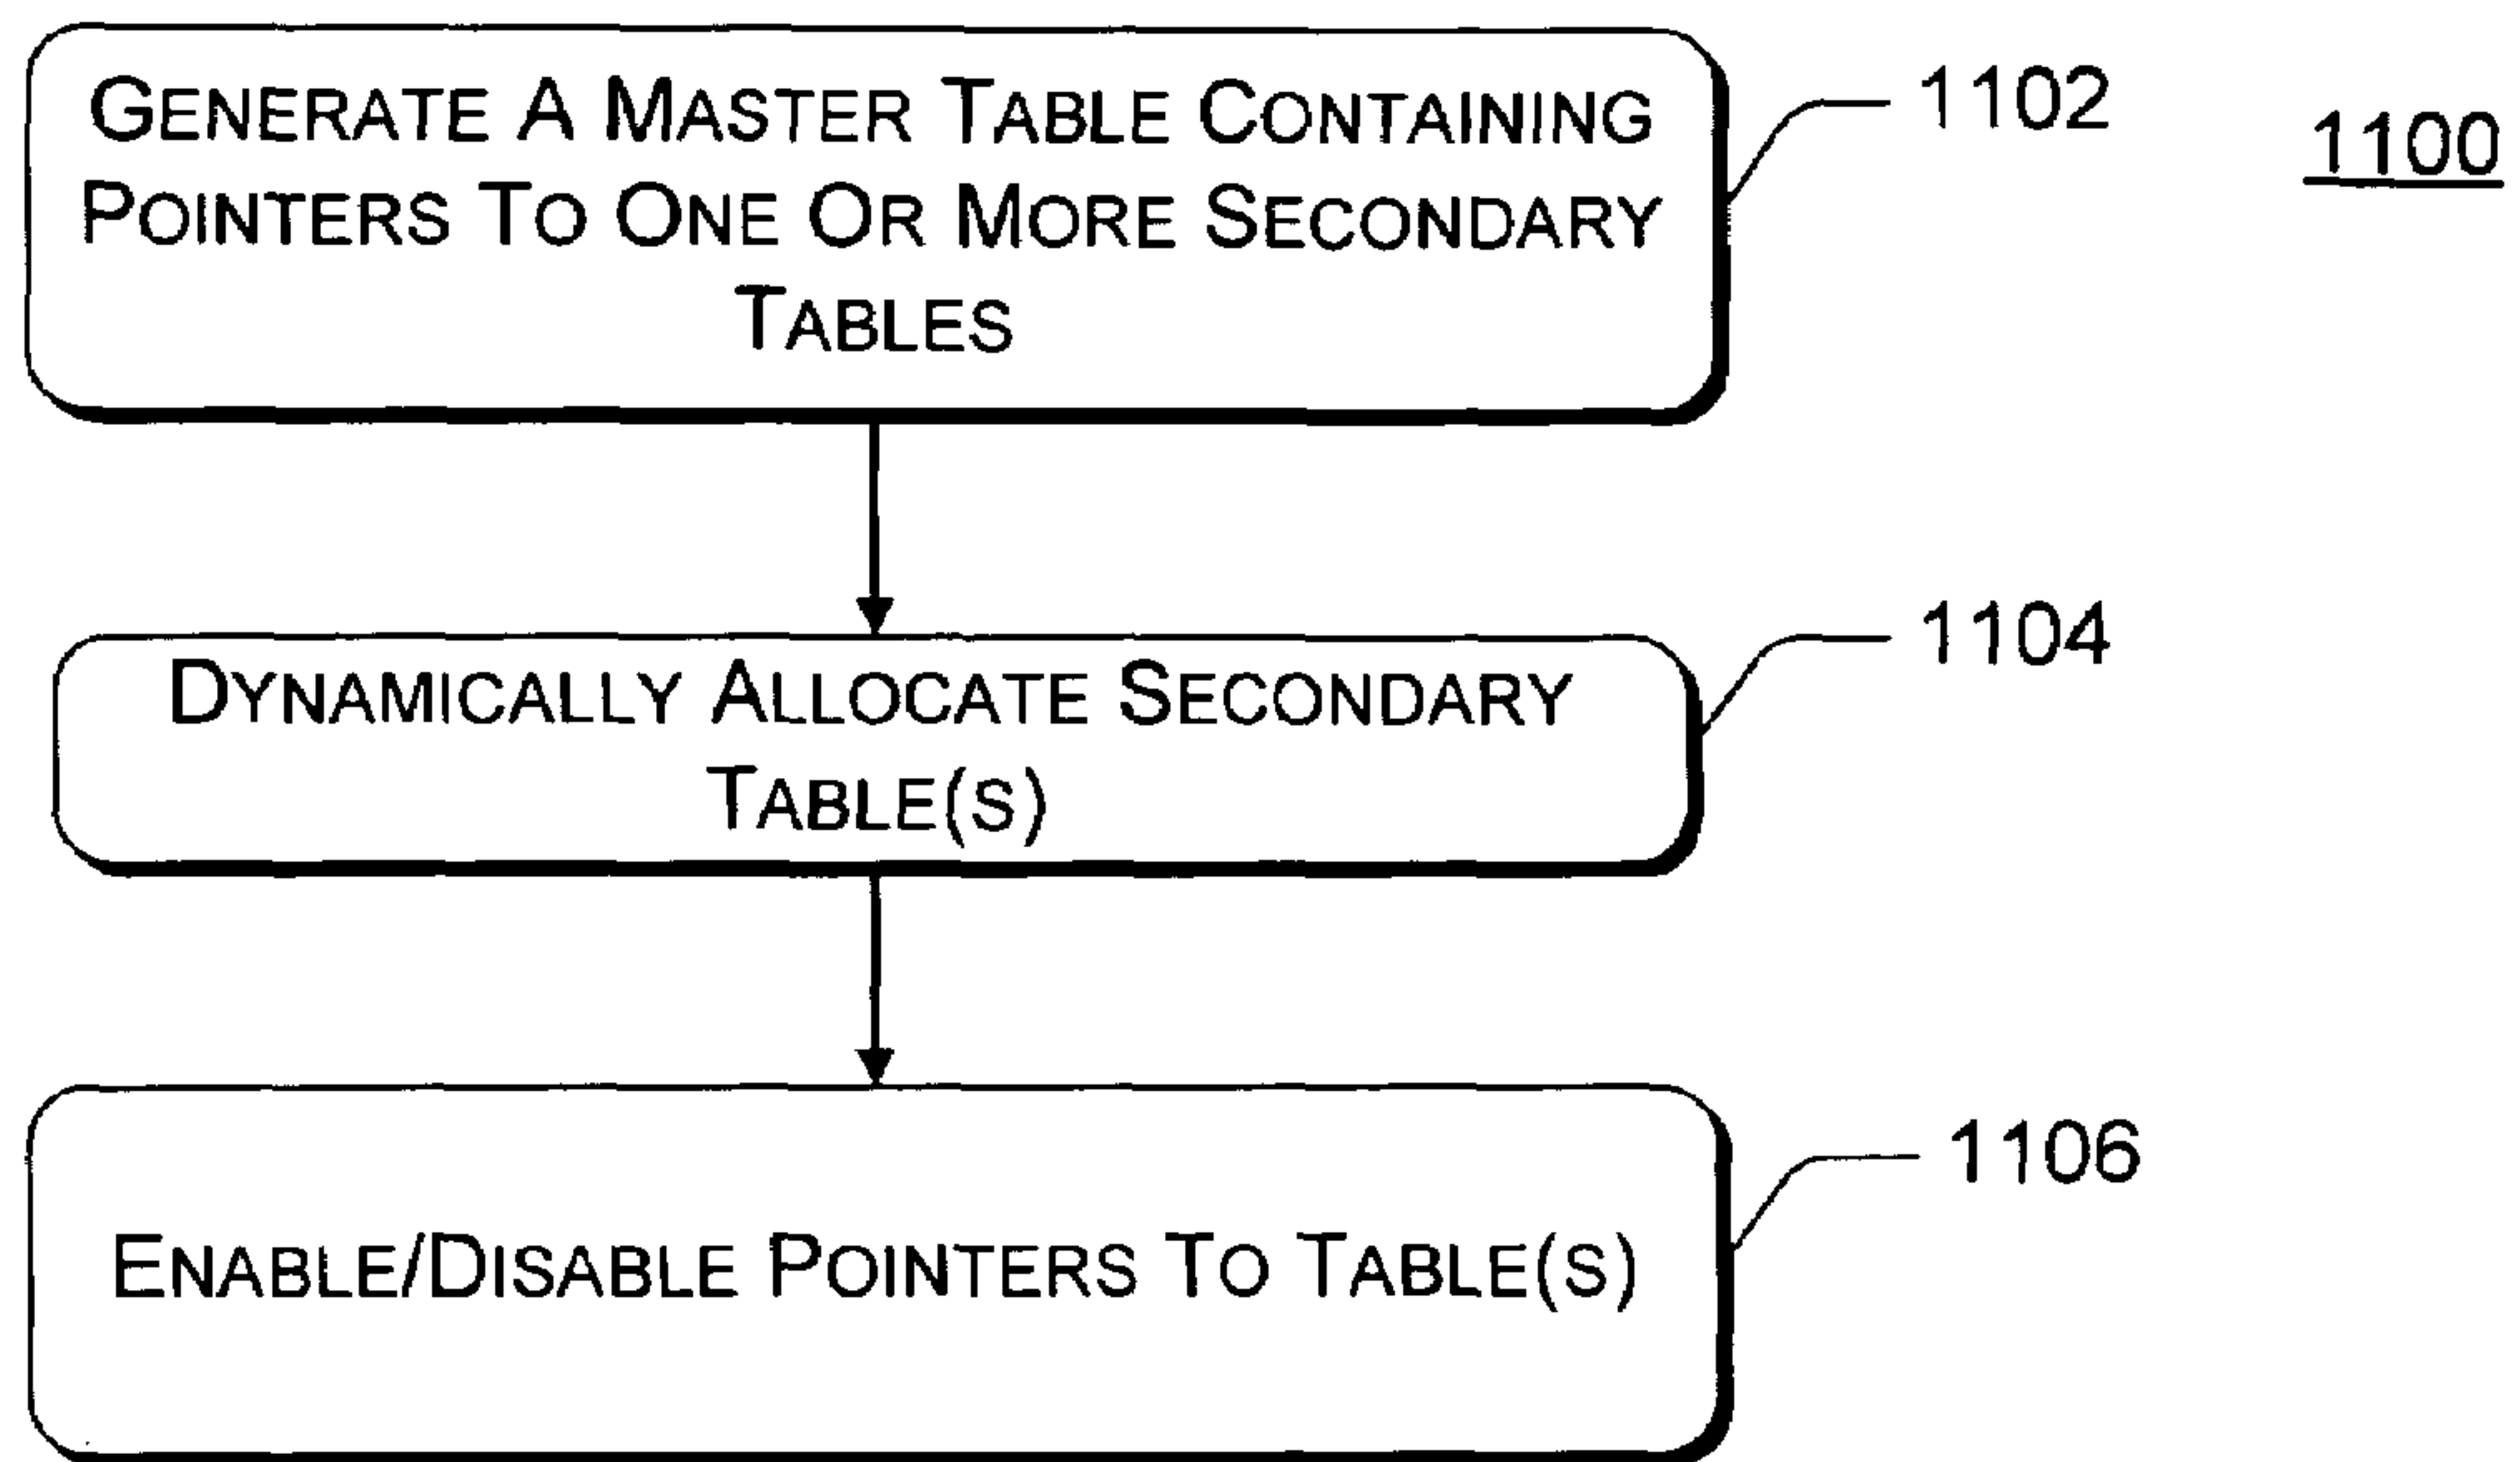 GENERATE A MASTER TABLE CONTAINING
POINTERS TO ONE OR MORE SECONDARY
TABLES
1102
1100
DYNAMICALLY ALLOCATE SECONDARY
TABLE(S)
1104
ENABLE/DISABLE POINTERS TO TABLE(S)
1106